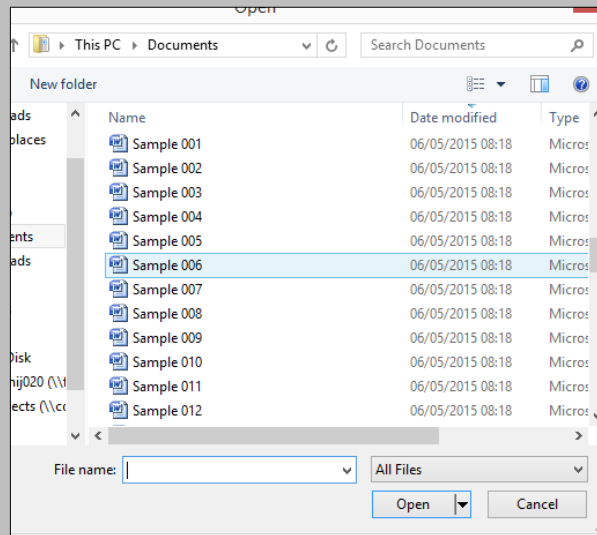 Open
This PC Documents Search Documents
New folder
ads Name Date modified Type
places
Sample 001 06/05/2015 08:18 Micros
Sample 002 06/05/2015 08:18 Micros
Sample 003 06/05/2015 08:18 Micros
Sample 004 06/05/2015 08:18 Micros
ents Sample 005 06/05/2015 08:18 Micros
ads Sample 006 06/05/2015 08:18 Micros
Sample 007 06/05/2015 08:18 Micros
Sample 008 06/05/2015 08:18 Micros
Sample 009 06/05/2015 08:18 Micros
Disk Sample 010 06/05/2015 08:18 Micros
nij020 (\\f Sample 011 06/05/2015 08:18 Micros
ects (\\cc Sample 012 06/05/2015 08:18 Micros
File name: All Files
Open Cancel